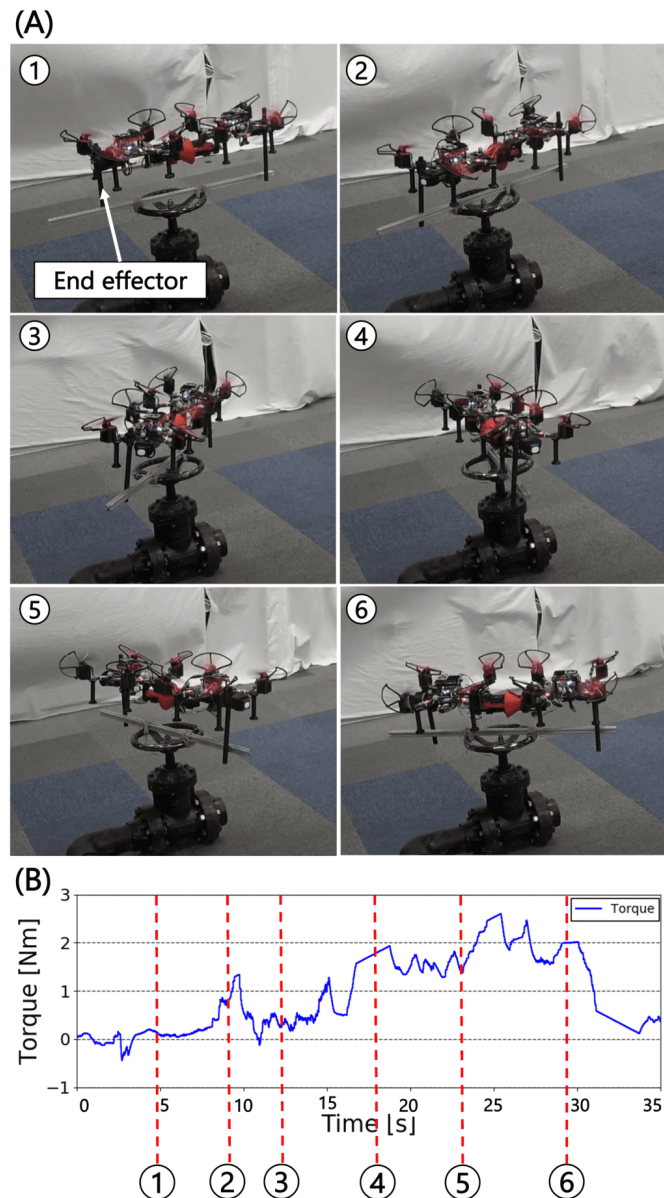 (A)
① ②
End effector
③ ④
⑤ ⑥
(B)
3
2
1
0
−1
Torque [Nm]
Torque
0 5 10 15 20 25 30 35
Time [s]
① ② ③ ④ ⑤ ⑥